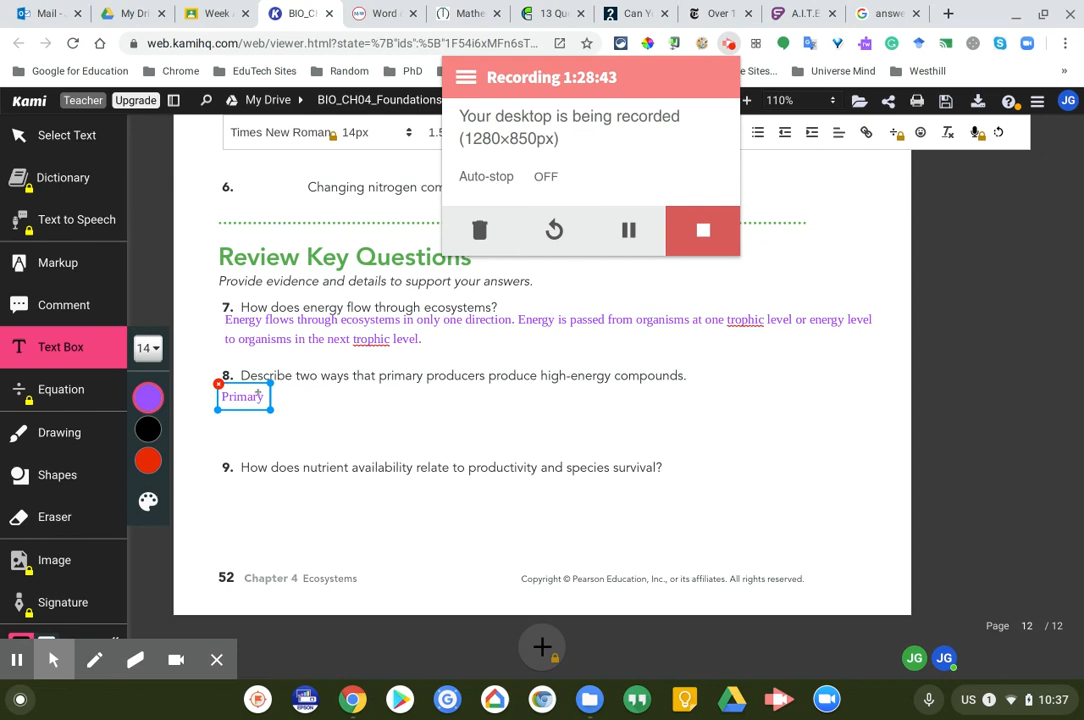 Mail -
My Dri
Week
BIO_C
Word
Mathe
13 Qu
Can Y
Over 1
A.I.T.E
answe
web.kamihq.com/web/viewer.html?state=%7B"ids":%5B"1F54i6xMFn6sT...
Google for Education
Chrome
EduTech Sites
Random
PhD
e Sites...
Universe Mind
Westhill
»
Recording 1:28:43
Your desktop is being recorded
(1280×850px)
Auto-stop OFF
Kami
Teacher
Upgrade
My Drive
BIO_CH04_Foundations
110%
JG
Select Text
Dictionary
Text to Speech
Markup
Comment
Text Box
Equation
Drawing
Shapes
Eraser
Image
Signature
14
Times New Roman 14px 1.5
6. Changing nitrogen com
Review Key Questions
Provide evidence and details to support your answers.
7. How does energy flow through ecosystems?
Energy flows through ecosystems in only one direction. Energy is passed from organisms at one trophic level or energy level
to organisms in the next trophic level.
8. Describe two ways that primary producers produce high-energy compounds.
Primary
9. How does nutrient availability relate to productivity and species survival?
52 Chapter 4 Ecosystems
Copyright © Pearson Education, Inc., or its affiliates. All rights reserved.
Page 12 / 12
JG JG
US 1 10:37